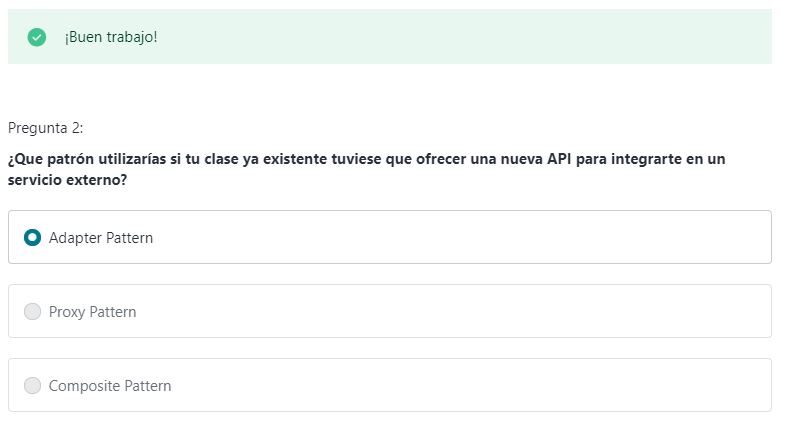 ¡Buen trabajo!
Pregunta 2:
¿Que patrón utilizarías si tu clase ya existente tuviese que ofrecer una nueva API para integrarte en un
servicio externo?
Adapter Pattern
Proxy Pattern
Composite Pattern